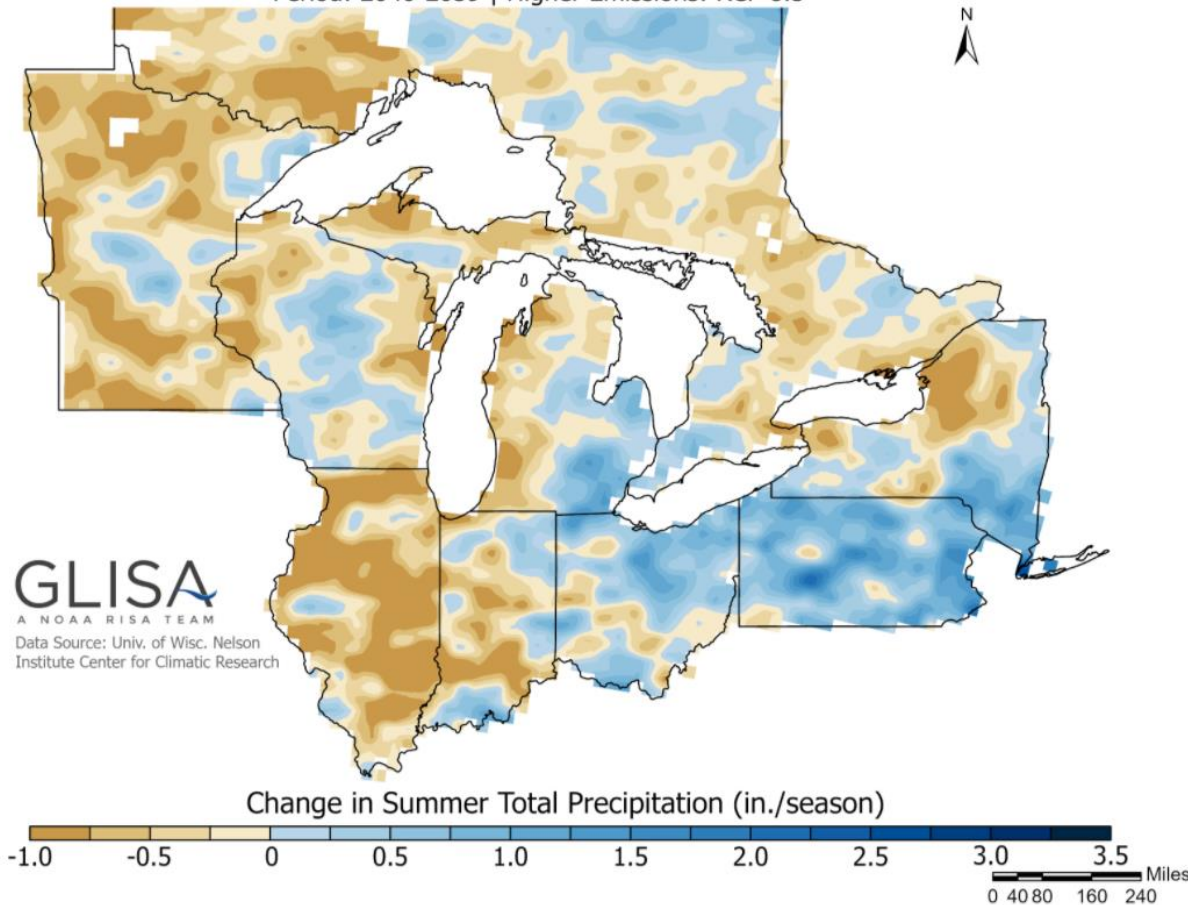 N
GLISA
A NOAA RISA TEAM
Data Source: Univ. of Wisc. Nelson
Institute Center for Climatic Research
Change in Summer Total Precipitation (in./season)
-1.0 -0.5 0 0.5 1.0 1.5 2.0 2.5 3.0 3.5
Miles
0 40 80 160 240